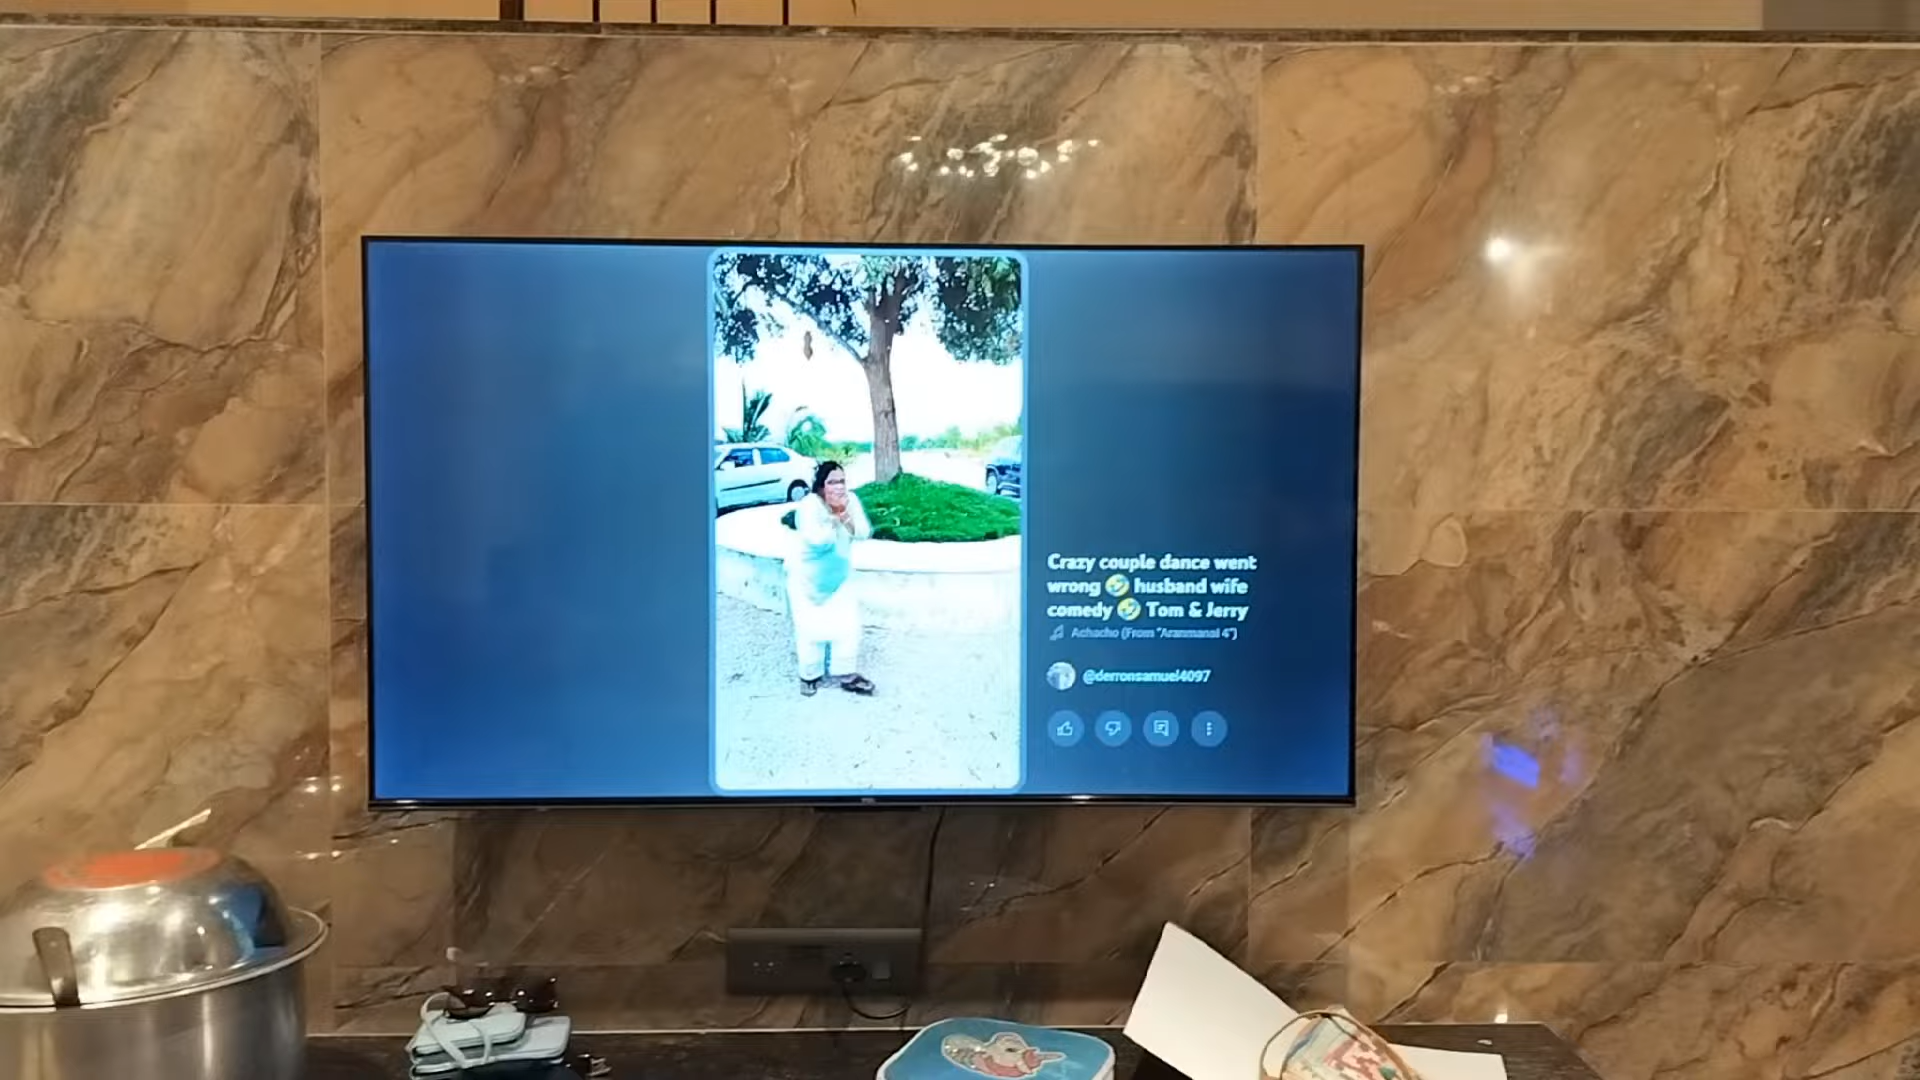 Crazy couple dance went
wrong 🤣 husband wife
comedy 🤣 Tom & Jerry
Achacho (From "Aranmanai 4")
@derronsamuel4097